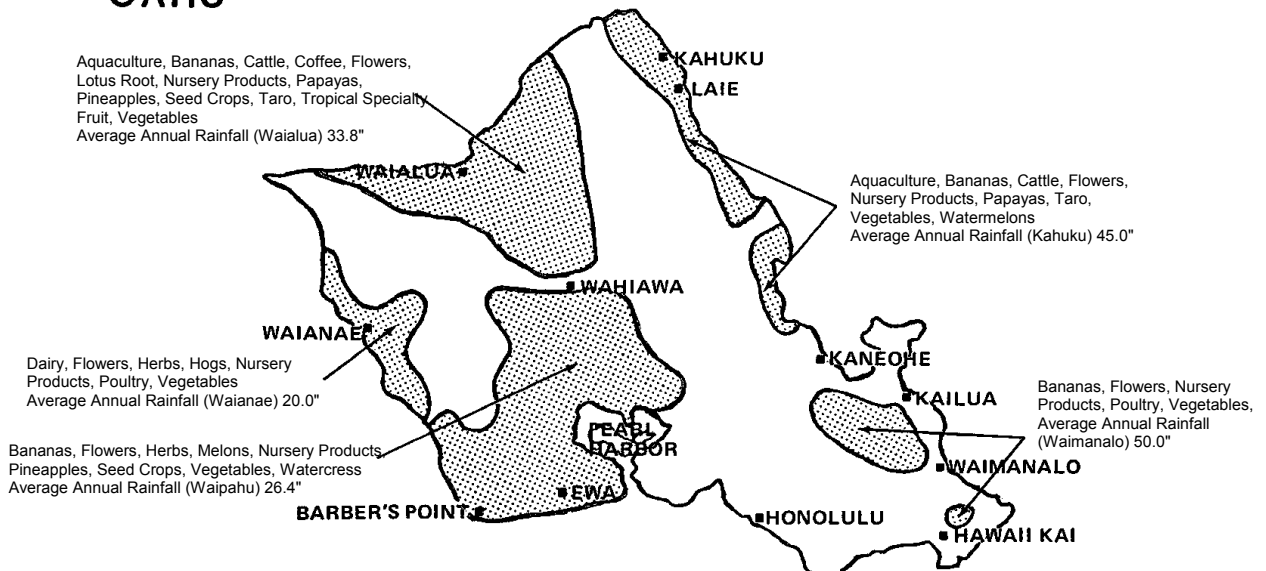 OAHU
Aquaculture, Bananas, Cattle, Coffee, Flowers,
Lotus Root, Nursery Products, Papayas,
Pineapples, Seed Crops, Taro, Tropical Specialty
Fruit, Vegetables
Average Annual Rainfall (Waialua) 33.8"
KAHUKU
LAIE
WAIALUA
Aquaculture, Bananas, Cattle, Flowers,
Nursery Products, Papayas, Taro,
Vegetables, Watermelons
Average Annual Rainfall (Kahuku) 45.0"
WAHIAWA
WAIANAE
KANEOHE
Dairy, Flowers, Herbs, Hogs, Nursery
Products, Poultry, Vegetables
Average Annual Rainfall (Waianae) 20.0"
KAILUA
Bananas, Flowers, Nursery
Products, Poultry, Vegetables,
Average Annual Rainfall
(Waimanalo) 50.0"
PEARL
HARBOR
Bananas, Flowers, Herbs, Melons, Nursery Products,
Pineapples, Seed Crops, Vegetables, Watercress
Average Annual Rainfall (Waipahu) 26.4"
WAIMANALO
EWA
BARBER'S POINT
HONOLULU
HAWAII KAI